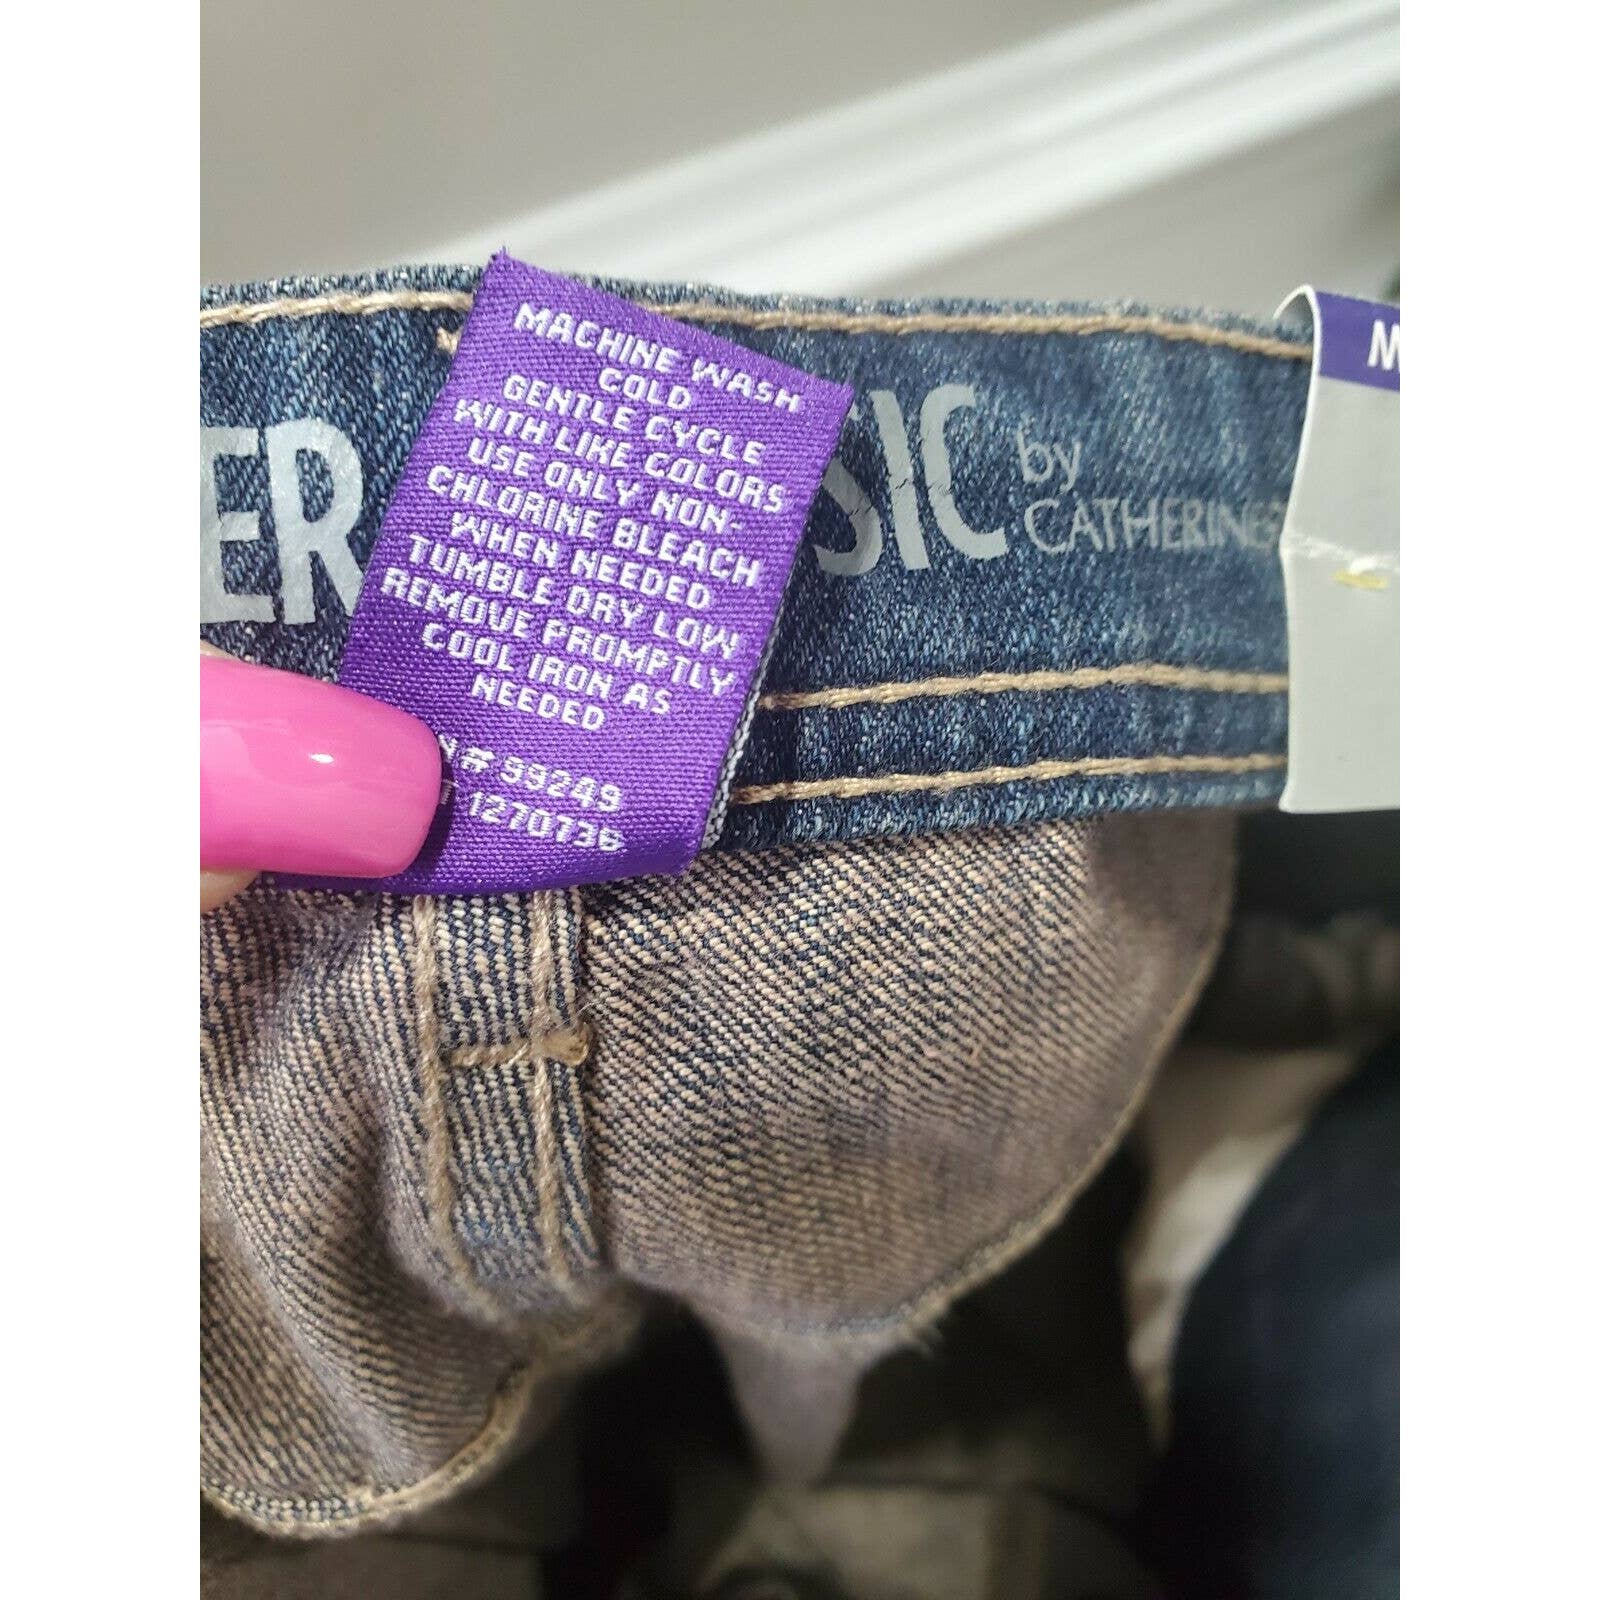 MACHINE WASH
COLD
GENTLE CYCLE
WITH LIKE COLORS
USE ONLY NON-
CHLORINE BLEACH
WHEN NEEDED
TUMBLE DRY LOW
REMOVE PROMPTLY
COOL IRON AS
NEEDED
N# 99249
1270736
ER
SIC
by
CATHERINES
M